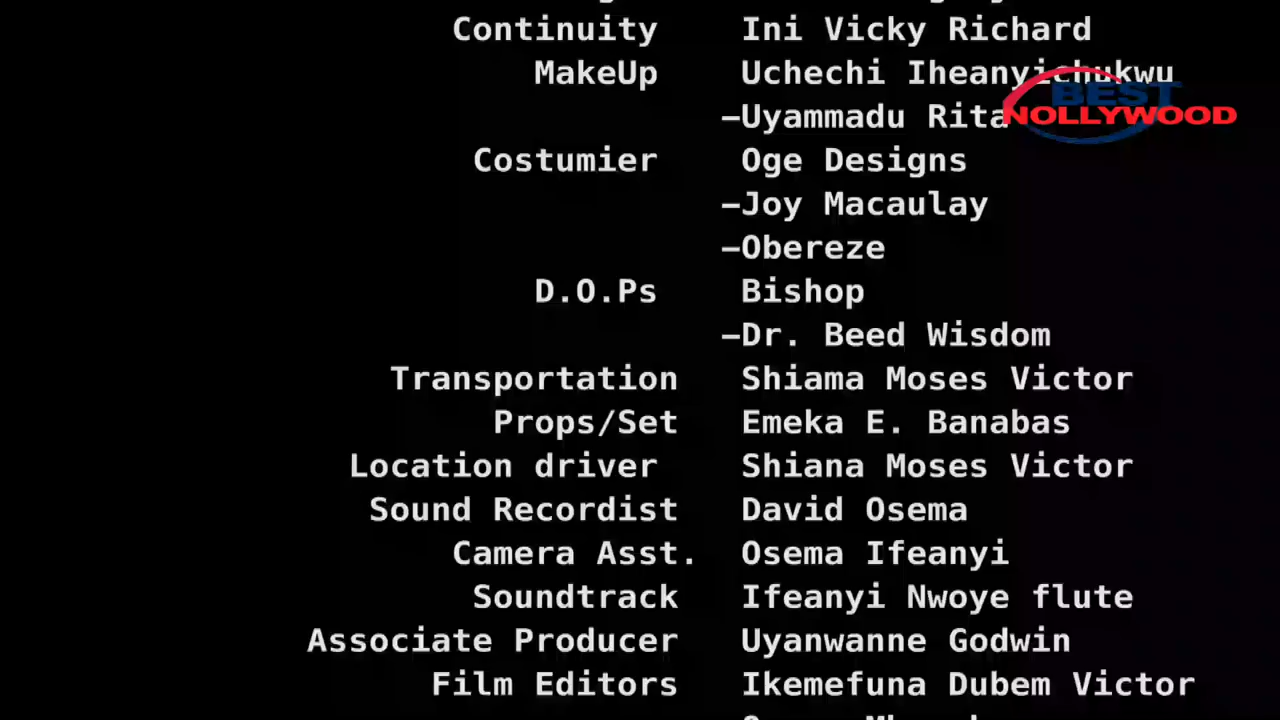 Continuity Ini Vicky Richard
MakeUp Uchechi Iheanyichukwu
-Uyammadu Rita
BEST
NOLLYWOOD
Costumier Oge Designs
-Joy Macaulay
-Obereze
D.O.Ps Bishop
-Dr. Beed Wisdom
Transportation Shiama Moses Victor
Props/Set Emeka E. Banabas
Location driver Shiana Moses Victor
Sound Recordist David Osema
Camera Asst. Osema Ifeanyi
Soundtrack Ifeanyi Nwoye flute
Associate Producer Uyanwanne Godwin
Film Editors Ikemefuna Dubem Victor